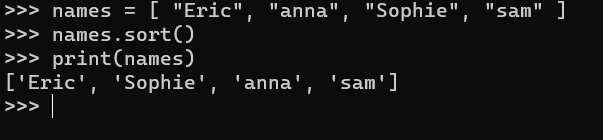 >>> names = [ "Eric", "anna", "Sophie", "sam" ]
>>> names.sort()
>>> print(names)
['Eric', 'Sophie', 'anna', 'sam']
>>>